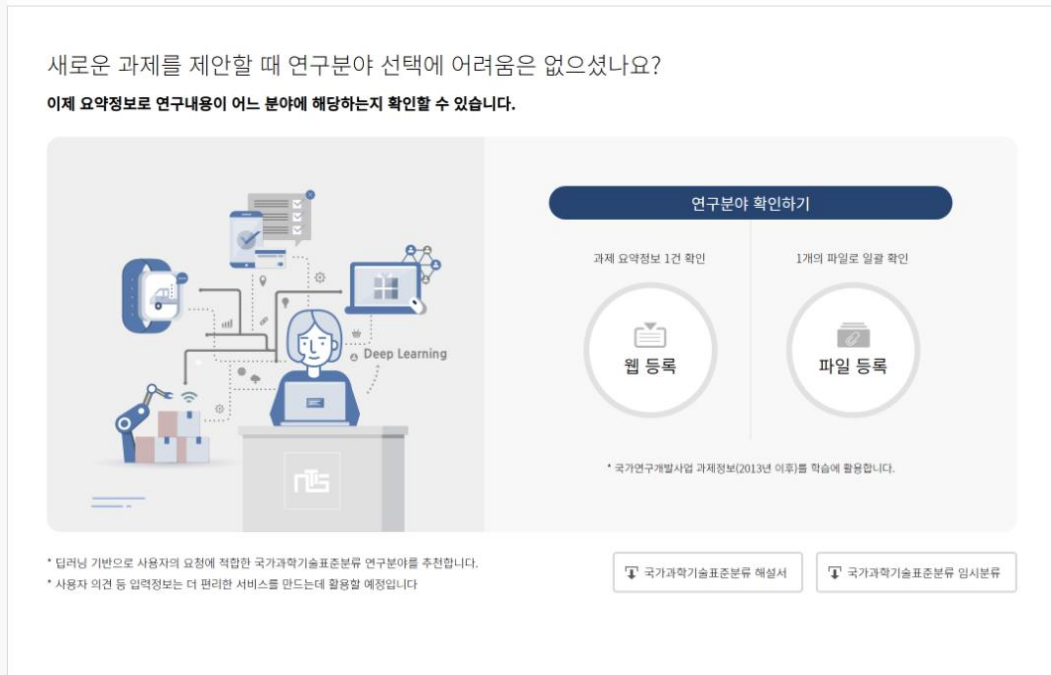 새로운 과제를 제안할 때 연구분야 선택에 어려움은 없으셨나요?
이제 요약정보로 연구내용이 어느 분야에 해당하는지 확인할 수 있습니다.
Deep Learning
NTIS
연구분야 확인하기
과제 요약정보 1건 확인
웹 등록
1개의 파일로 일괄 확인
파일 등록
* 국가연구개발사업 과제정보(2013년 이후)를 학습에 활용합니다.
* 딥러닝 기반으로 사용자의 요청에 적합한 국가과학기술표준분류 연구분야를 추천합니다.
* 사용자 의견 등 입력정보는 더 편리한 서비스를 만드는데 활용할 예정입니다
국가과학기술표준분류 해설서
국가과학기술표준분류 임시분류